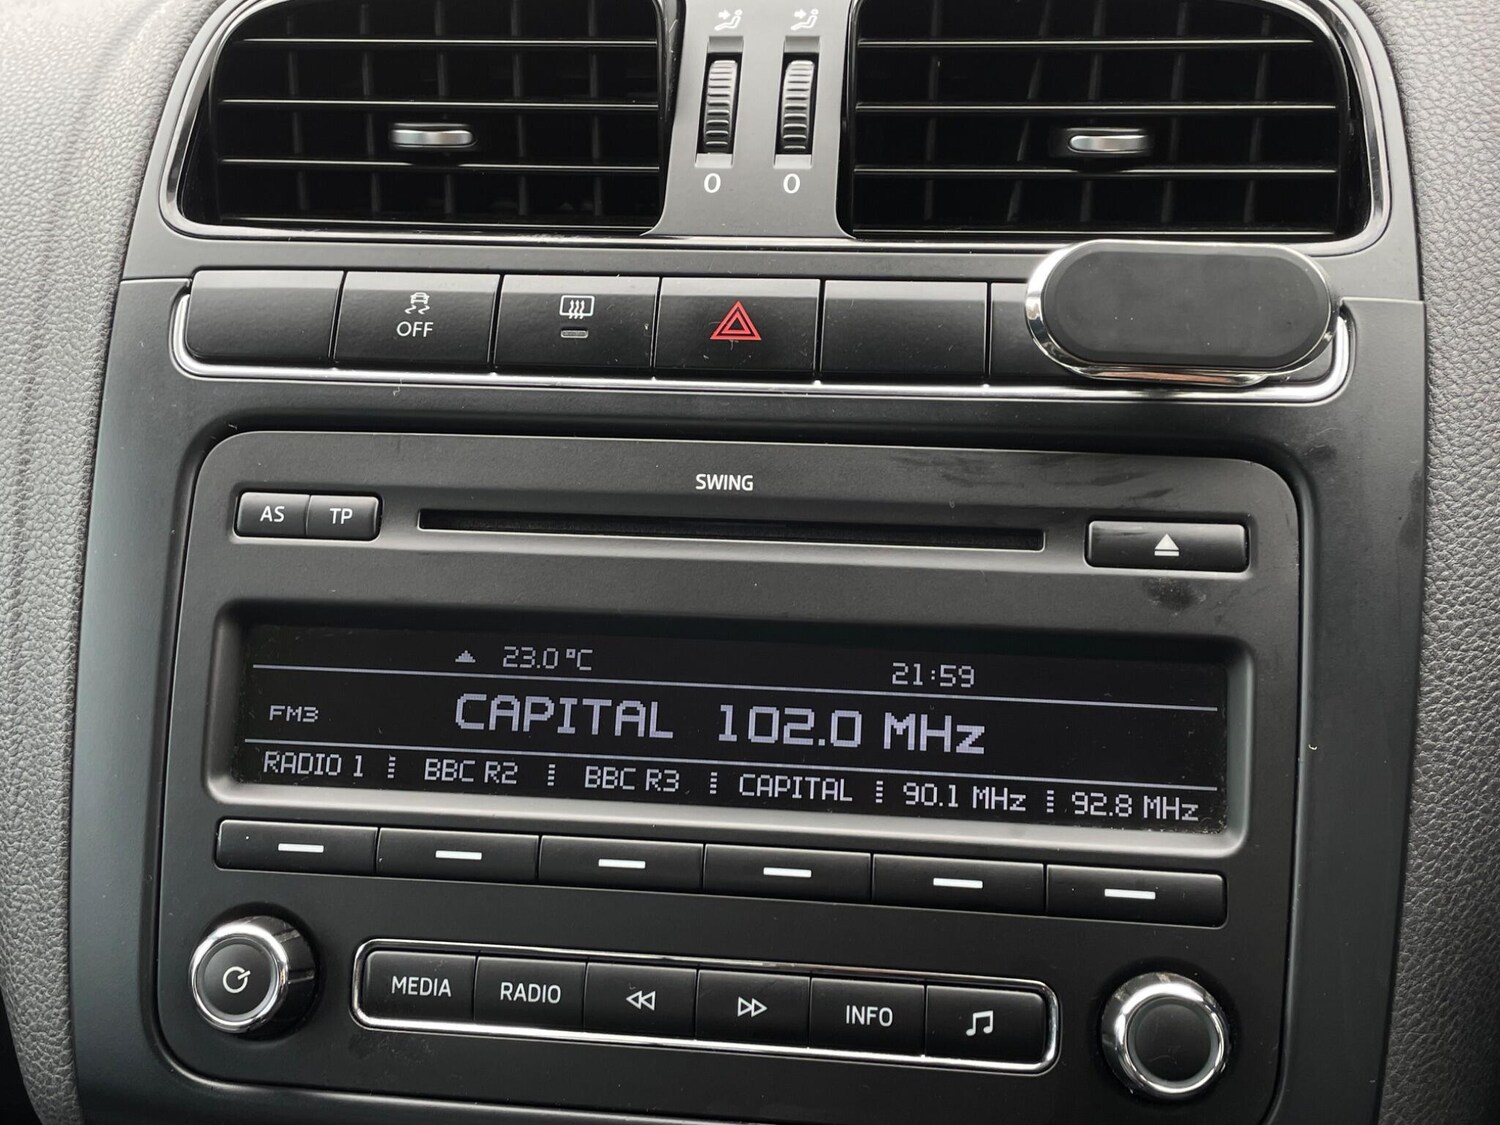 0 0
OFF
SWING
AS TP
23.0 °C 21:59
FM3 CAPITAL 102.0 MHz
RADIO 1 BBC R2 BBC R3 CAPITAL 90.1 MHz 92.8 MHz
MEDIA RADIO INFO